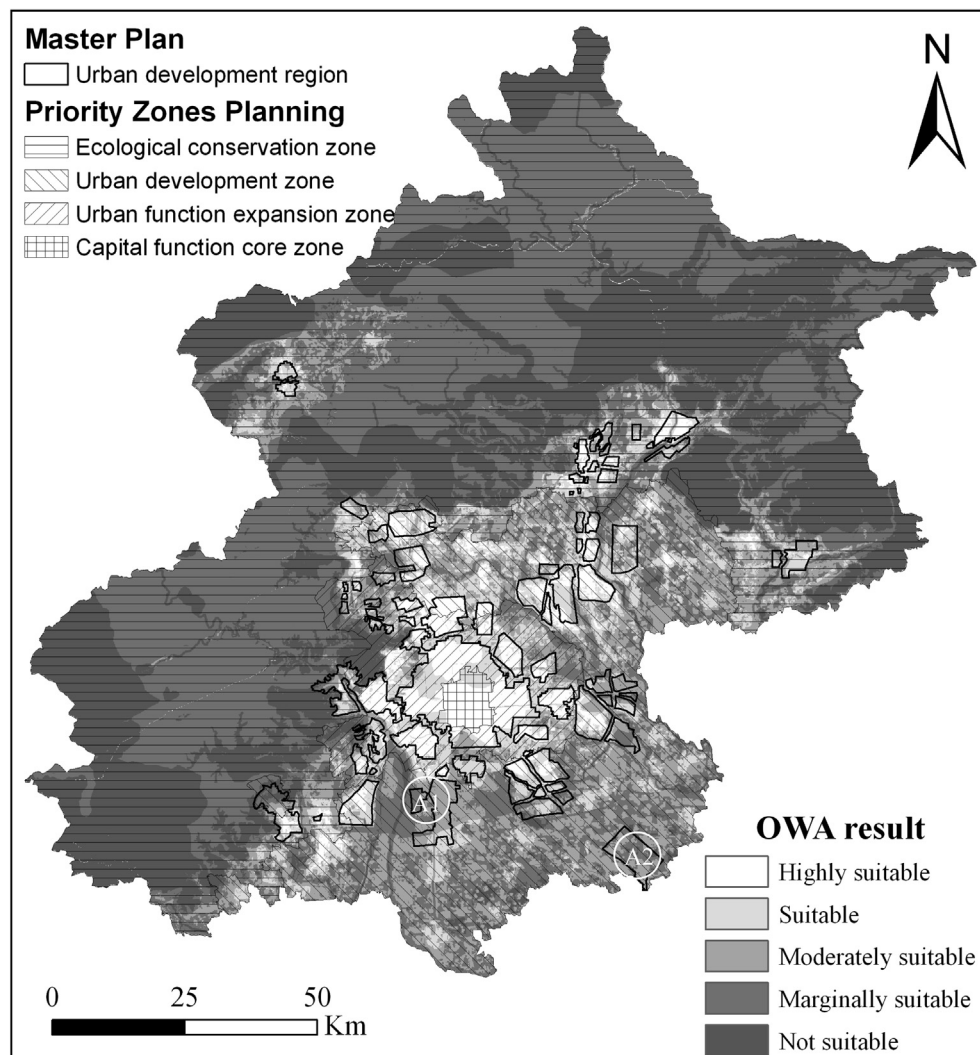 Master Plan
Urban development region
Priority Zones Planning
Ecological conservation zone
Urban development zone
Urban function expansion zone
Capital function core zone
N
A1
A2
OWA result
Highly suitable
Suitable
Moderately suitable
Marginally suitable
Not suitable
0 25 50
Km